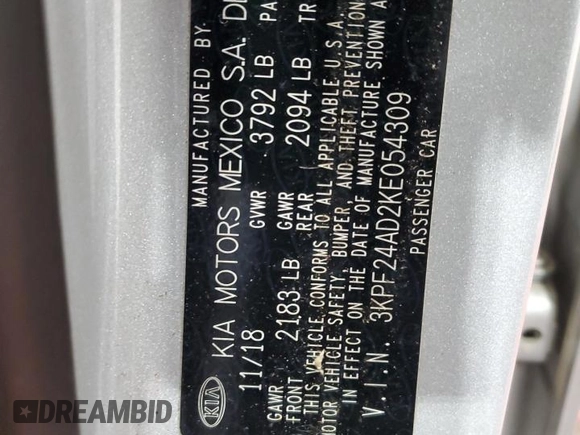 MANUFACTURED BY
KIA KIA MOTORS MEXICO S.A. DE
11/18 GVWR 3792 LB PA
GAWR FRONT 2183 LB GAWR REAR 2094 LB TR
THIS VEHICLE CONFORMS TO ALL APPLICABLE U.S.A.
MOTOR VEHICLE SAFETY, BUMPER AND THEFT PREVENTION
IN EFFECT ON THE DATE OF MANUFACTURE SHOWN A
V.I.N. 3KPF24AD2KE054309
PASSENGER CAR
DREAMBID